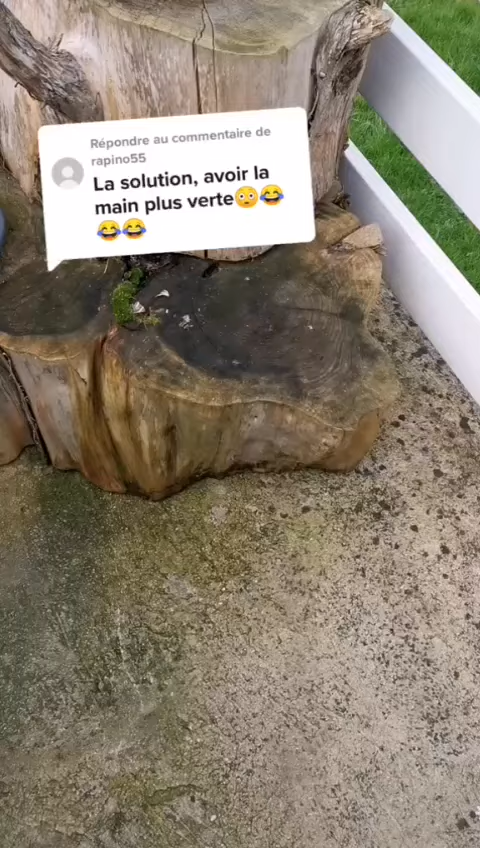 Répondre au commentaire de
rapino55
La solution, avoir la
main plus verte😳😂
😂😂